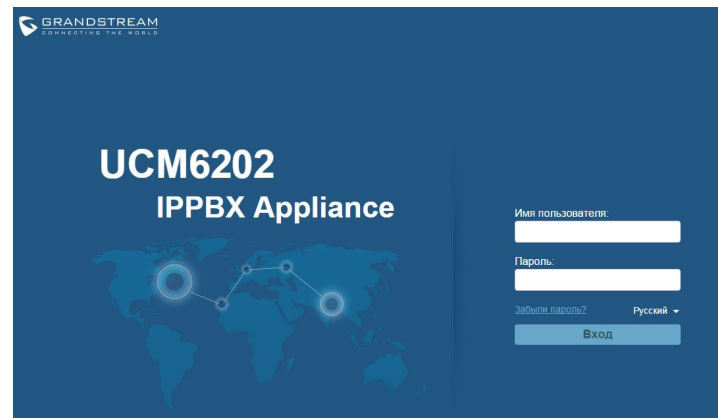 GRANDSTREAM
CONNECTING THE WORLD
UCM6202
IPPBX Appliance
Имя пользователя:
Пароль:
Забыли пароль? Русский
Вход